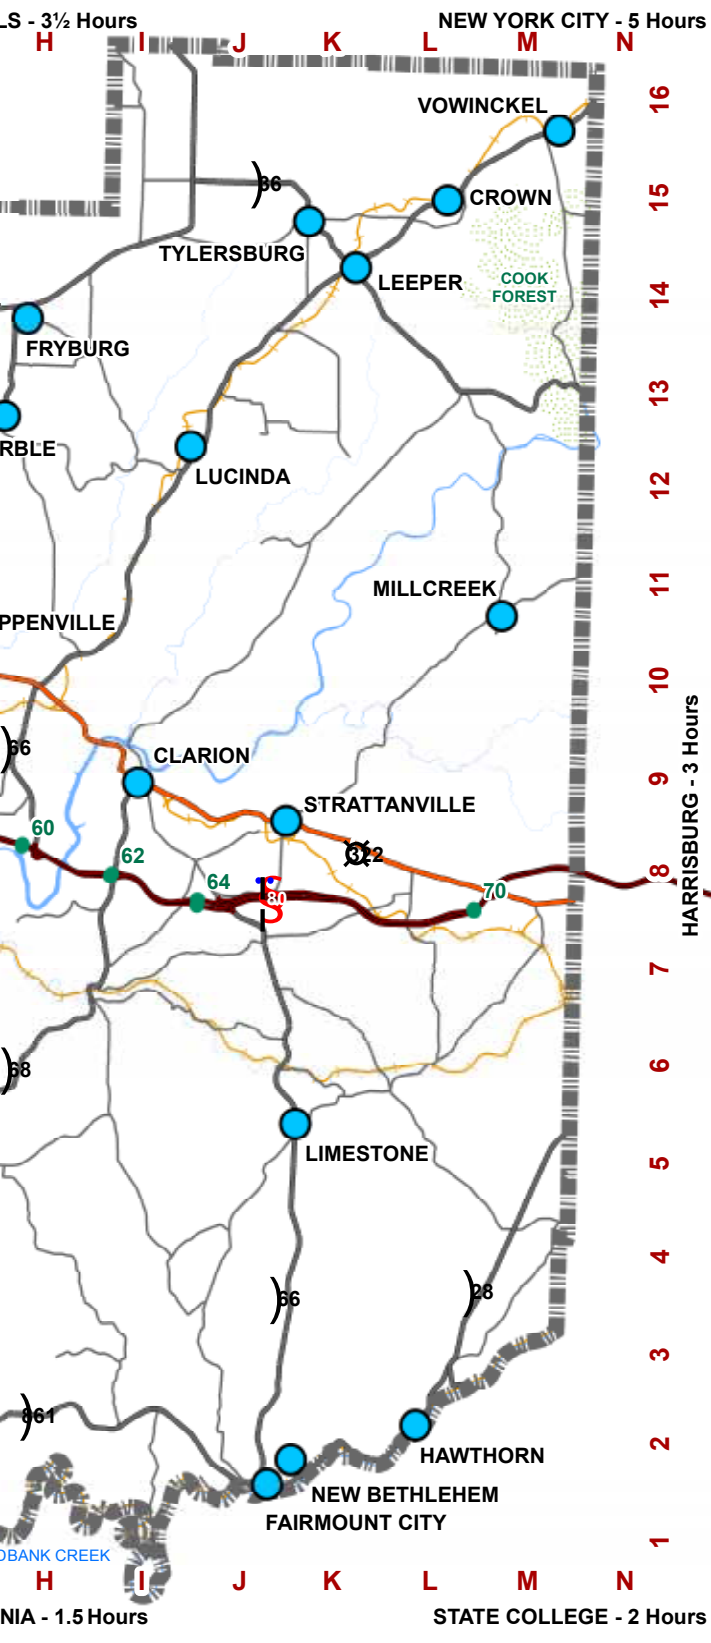 LS - 3½ Hours
NEW YORK CITY - 5 Hours
H I J K L M N
16
VOWINCKEL
36
15
CROWN
TYLERSBURG
LEEPER
COOK
FOREST
14
FRYBURG
13
RBLE
LUCINDA
12
MILLCREEK
11
PPENVILLE
10
HARRISBURG - 3 Hours
66
CLARION
9
STRATTANVILLE
60
62
322
8
64
80
70
7
68
6
LIMESTONE
5
4
66
28
3
861
2
HAWTHORN
NEW BETHLEHEM
FAIRMOUNT CITY
1
DBANK CREEK
H I J K L M N
NIA - 1.5 Hours
STATE COLLEGE - 2 Hours